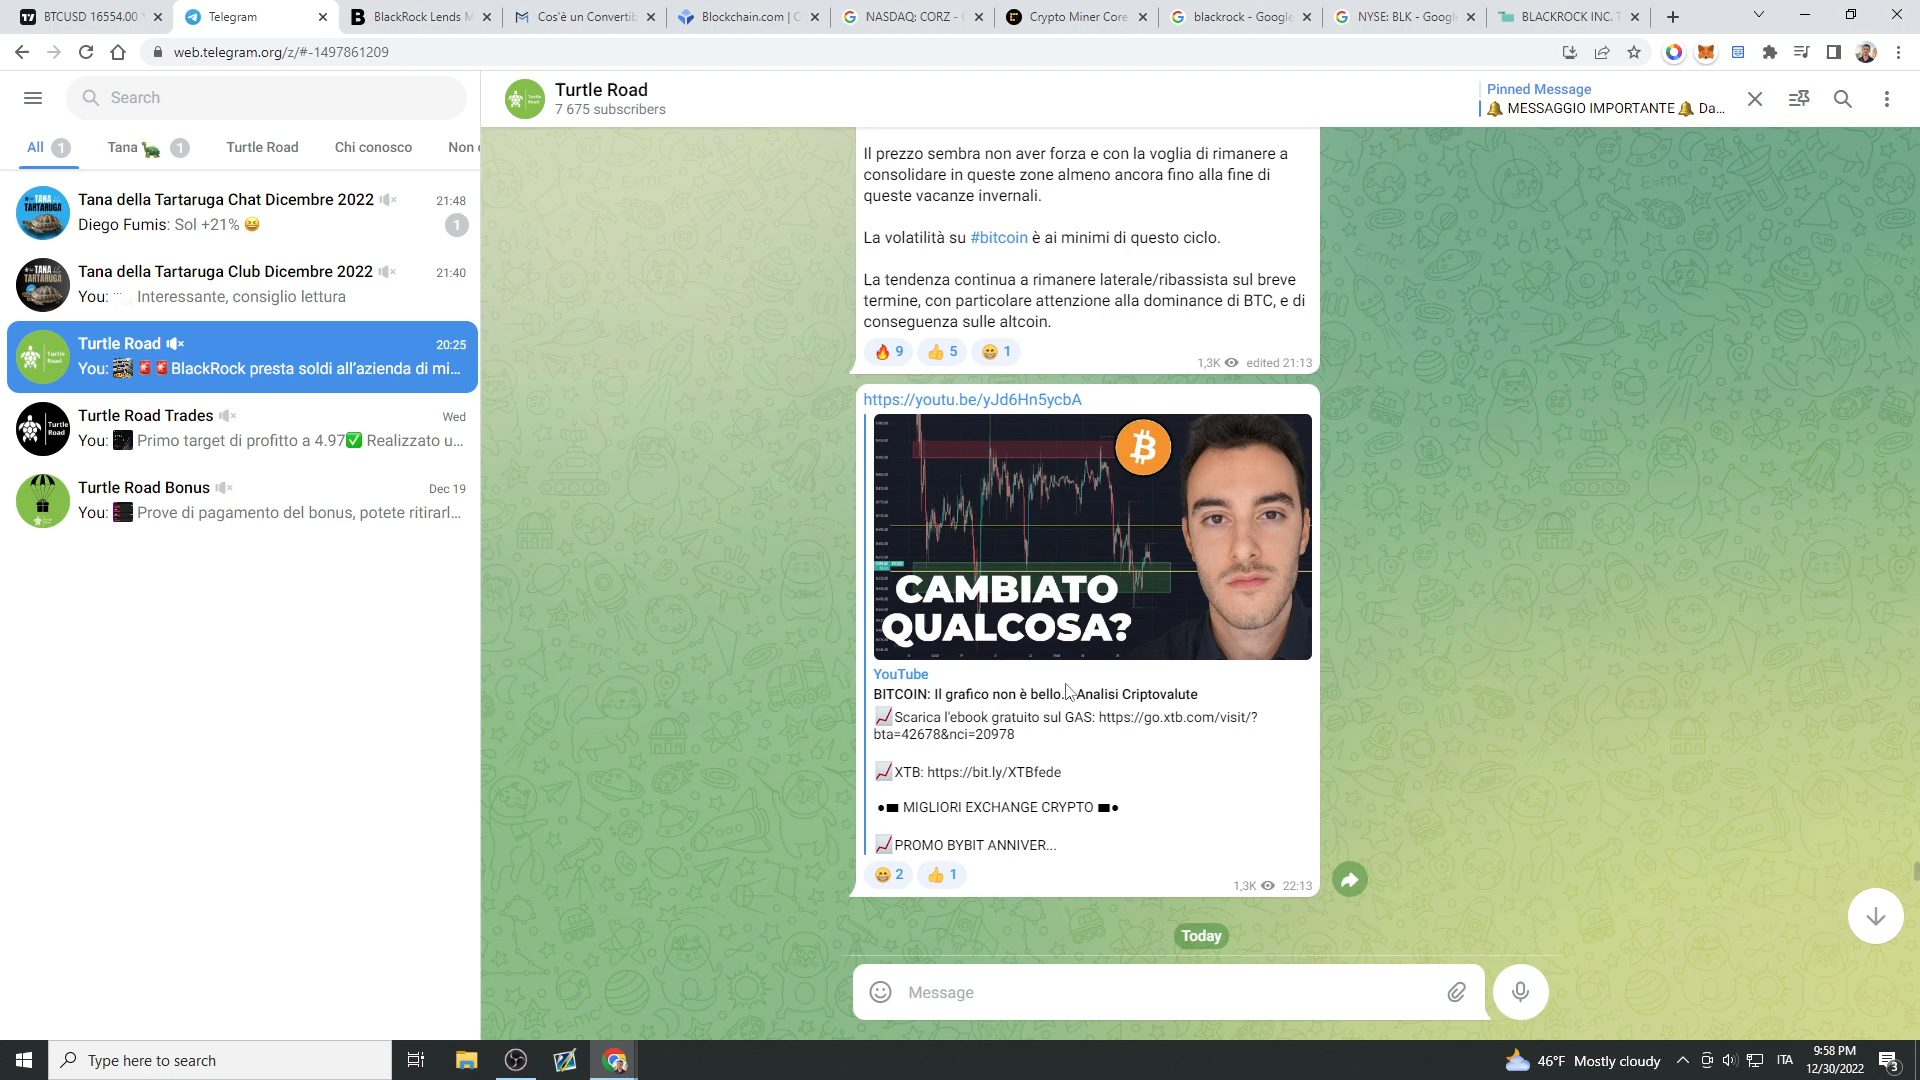 BTCUSD 16554.00
Telegram
BlackRock Lends M
Cos'è un Convertib
Blockchain.com | C
NASDAQ: CORZ -
Crypto Miner Core
blackrock - Google
NYSE: BLK - Googl
BLACKROCK INC.
web.telegram.org/z/#-1497861209
Search
Turtle Road
7 675 subscribers
Pinned Message
🔔 MESSAGGIO IMPORTANTE 🔔 Da...
All 1
Tana 🐢 1
Turtle Road
Chi conosco
Non
Tana della Tartaruga Chat Dicembre 2022
21:48
Diego Fumis: Sol +21% 😆
1
Tana della Tartaruga Club Dicembre 2022
21:40
You: Interessante, consiglio lettura
Turtle Road
20:25
You: 🚨🚨BlackRock presta soldi all'azienda di mi...
Turtle Road Trades
Wed
You: Primo target di profitto a 4.97✅ Realizzato u...
Turtle Road Bonus
Dec 19
You: Prove di pagamento del bonus, potete ritirarl...
Il prezzo sembra non aver forza e con la voglia di rimanere a
consolidare in queste zone almeno ancora fino alla fine di
queste vacanze invernali.
La volatilità su #bitcoin è ai minimi di questo ciclo.
La tendenza continua a rimanere laterale/ribassista sul breve
termine, con particolare attenzione alla dominance di BTC, e di
conseguenza sulle altcoin.
🔥 9 👍 5 😁 1
1,3K edited 21:13
https://youtu.be/yJd6Hn5ycbA
CAMBIATO
QUALCOSA?
YouTube
BITCOIN: Il grafico non è bello.. Analisi Criptovalute
📈Scarica l'ebook gratuito sul GAS: https://go.xtb.com/visit/?
bta=42678&nci=20978
📈XTB: https://bit.ly/XTBfede
●■ MIGLIORI EXCHANGE CRYPTO ■●
📈PROMO BYBIT ANNIVER...
😁 2 👍 1
1,3K 22:13
Today
Message
Type here to search
46°F Mostly cloudy
ITA
9:58 PM
12/30/2022
3